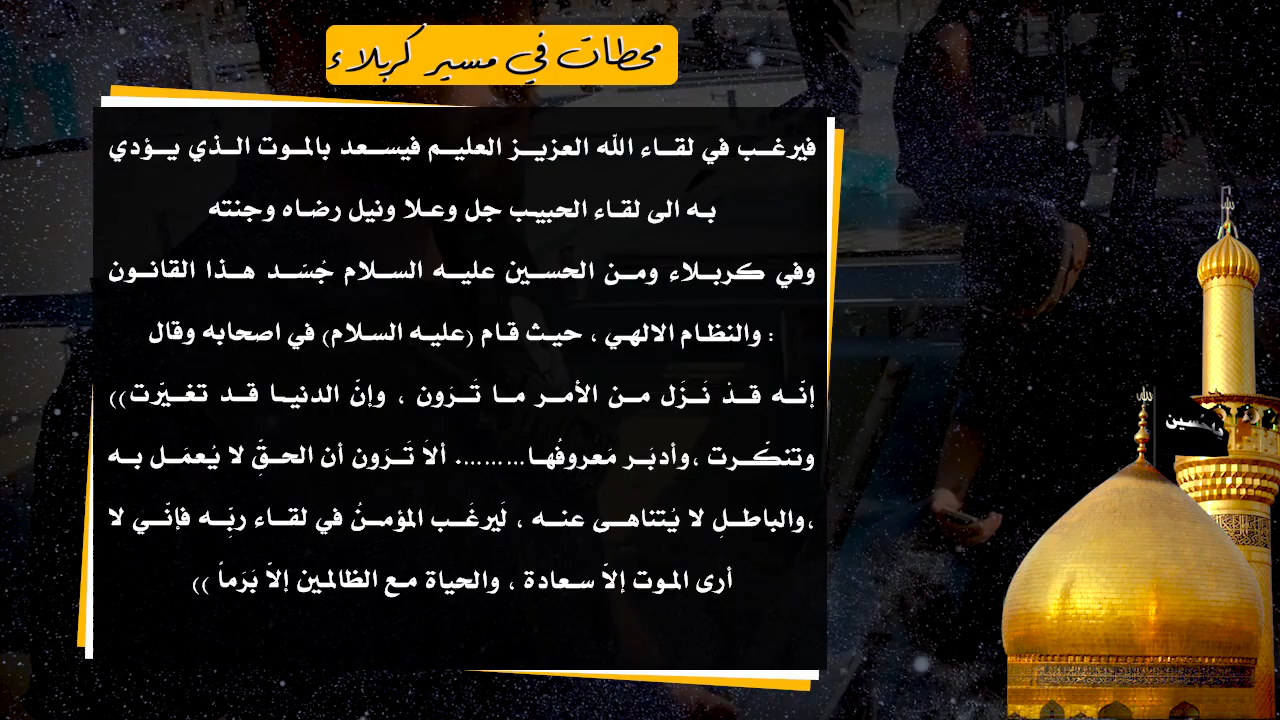 محطات في مسير كربلاء
فيرغب في لقاء الله العزيز العليم فيسعد بالموت الذي يؤدي
به الى لقاء الحبيب جل وعلا ونيل رضاه وجنته
وفي كربلاء ومن الحسين عليه السلام جُسَد هذا القانون
والنظام الالهي ، حيث قام (عليه السلام) في اصحابه وقال :
((إنّه قدْ نَزَل من الأمر ما تَرَون ، وإنّ الدنيا قد تغيّرت
وتنكّرت ،وأدبَر مَعروفُها.......... ألاَ تَرَون أن الحقَّ لا يُعمَل به
،والباطلِ لا يُتناهى عنه ، لَيرغَب المؤمنُ في لقاء ربِّه فإنّي لا
أرى الموت إلاَ سعادة ، والحياة مع الظالمين إلاَ بَرَماً ))